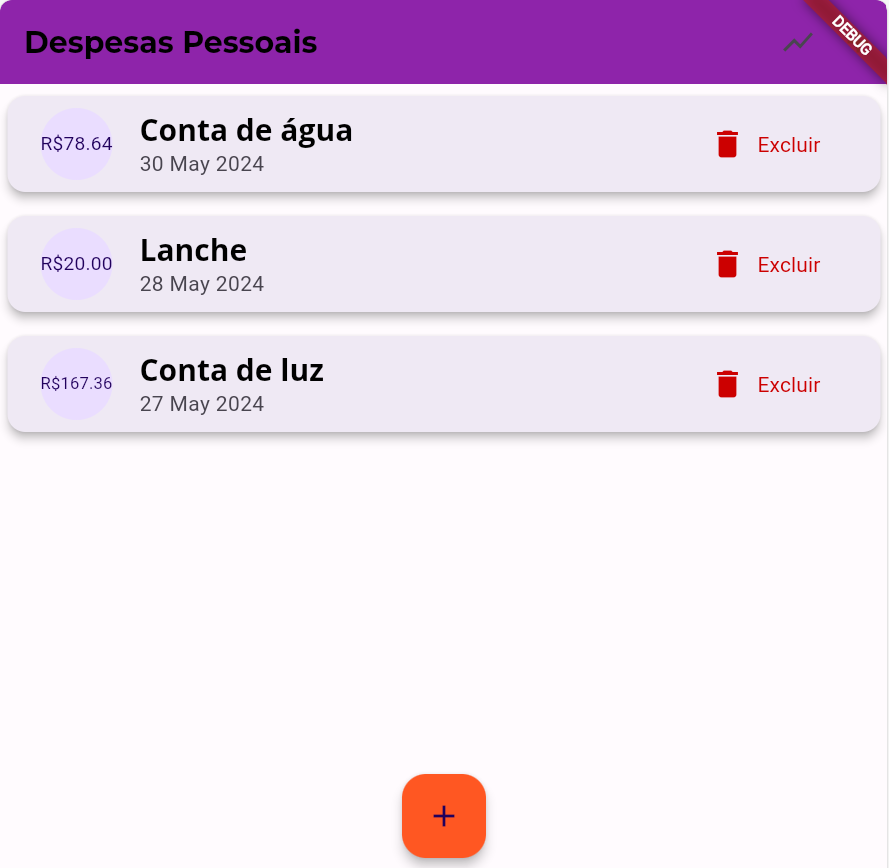 Despesas Pessoais
DEBUG
R$78.64
Conta de água
30 May 2024
Excluir
R$20.00
Lanche
28 May 2024
Excluir
R$167.36
Conta de luz
27 May 2024
Excluir
+